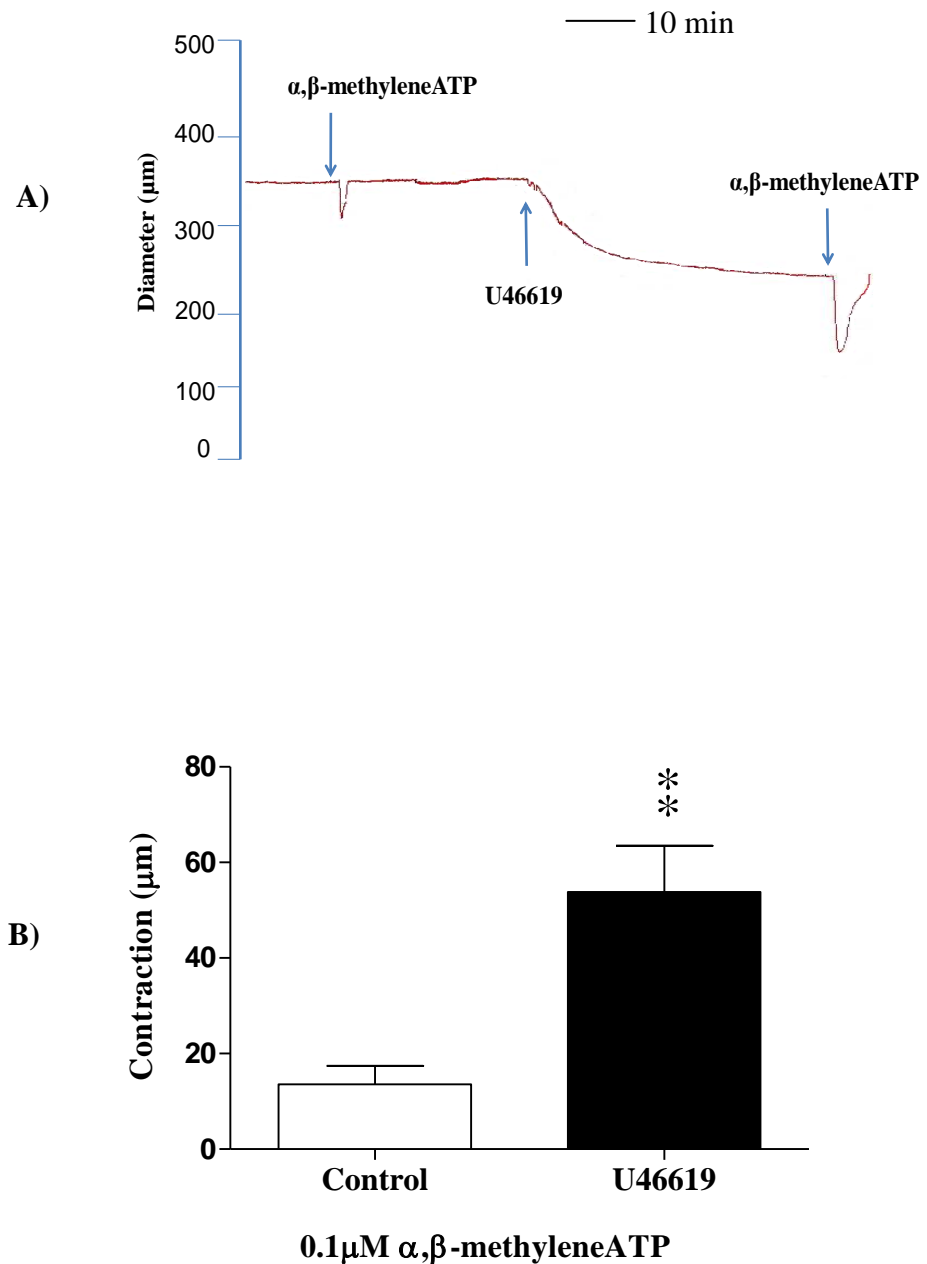 10 min
500
α,β-methyleneATP
400
α,β-methyleneATP
A)
Diameter (μm)
300
U46619
200
100
0
80
**
60
Contraction (μm)
B)
40
20
0
Control U46619
0.1μM α,β-methyleneATP